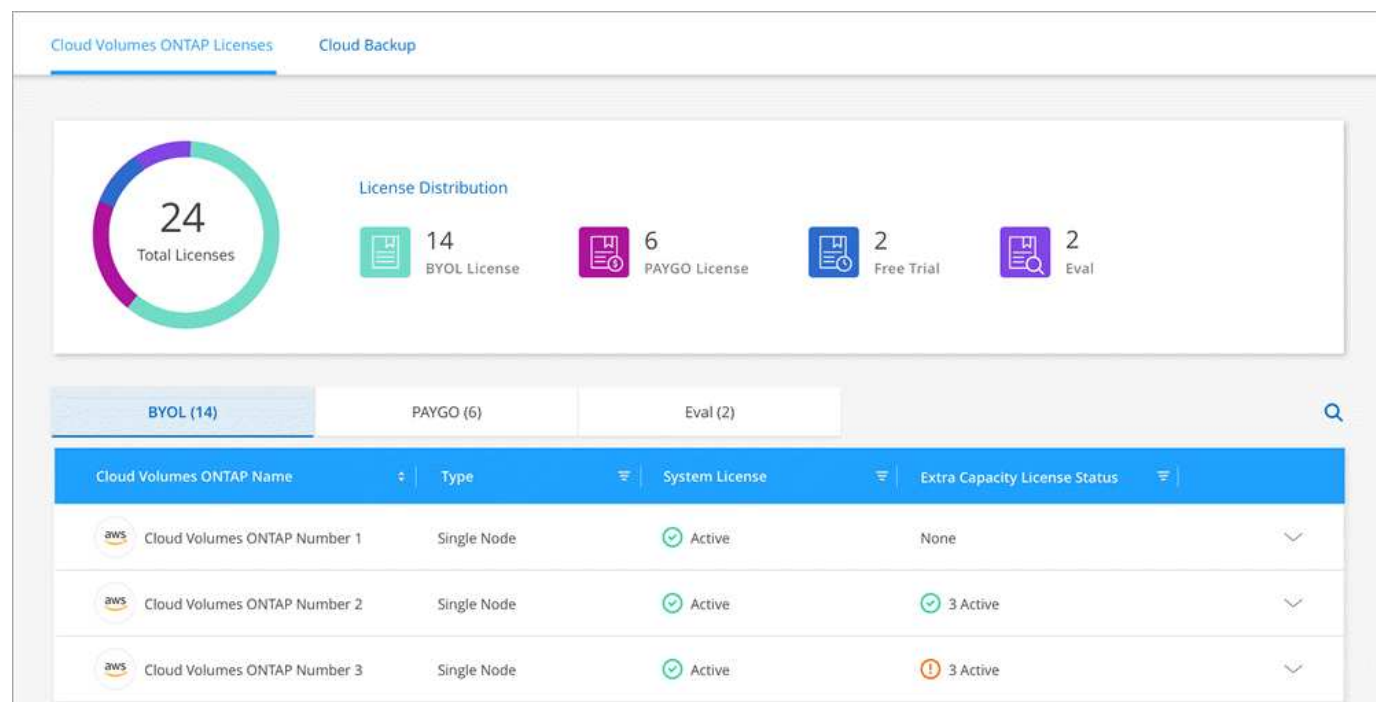 Cloud Volumes ONTAP Licenses Cloud Backup
24
Total Licenses
License Distribution
14
BYOL License
6
PAYGO License
2
Free Trial
2
Eval
BYOL (14) PAYGO (6) Eval (2)
Cloud Volumes ONTAP Name Type System License Extra Capacity License Status
aws Cloud Volumes ONTAP Number 1 Single Node Active None
aws Cloud Volumes ONTAP Number 2 Single Node Active 3 Active
aws Cloud Volumes ONTAP Number 3 Single Node Active 3 Active